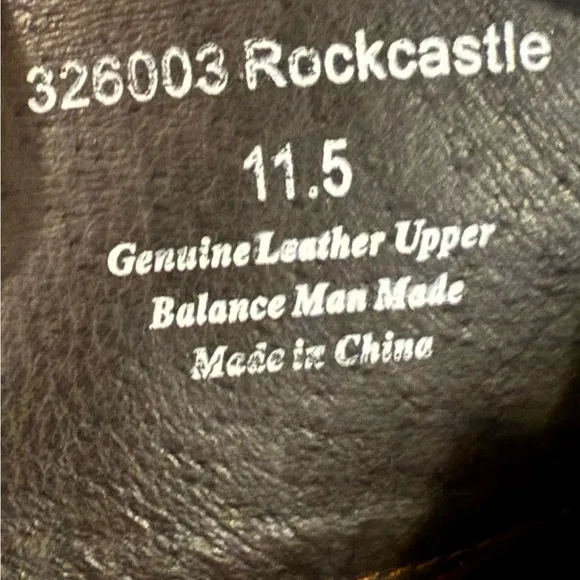 326003 Rockcastle
11.5
Genuine Leather Upper
Balance Man Made
Made in China